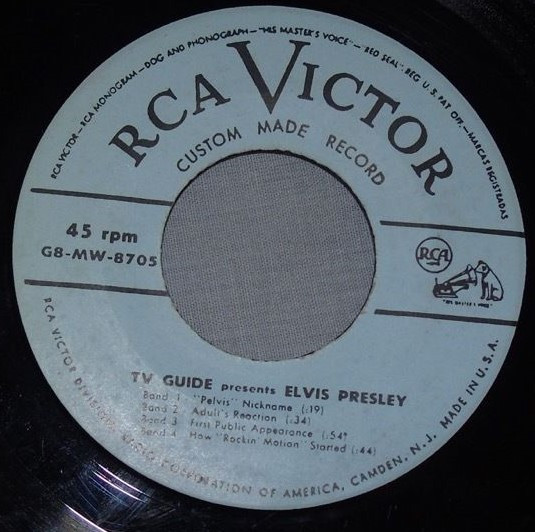 RCA VICTOR—RCA MONOGRAM—DOG AND PHONOGRAPH—"HIS MASTER'S VOICE"—"RED SEAL" REG. U.S. PAT. OFF.—MARCAS REGISTRADAS
RCA VICTOR
CUSTOM MADE RECORD
45 rpm
G8-MW-8705
RCA
"HIS MASTER'S VOICE"
TV GUIDE presents ELVIS PRESLEY
Band 1 "Pelvis" Nickname (:19)
Band 2 Adult's Reaction (:34)
Band 3 First Public Appearance (:54)
Band 4 How "Rockin' Motion" Started (:44)
RCA VICTOR DIVISION, CORPORATION OF AMERICA, CAMDEN, N.J. MADE IN U.S.A.